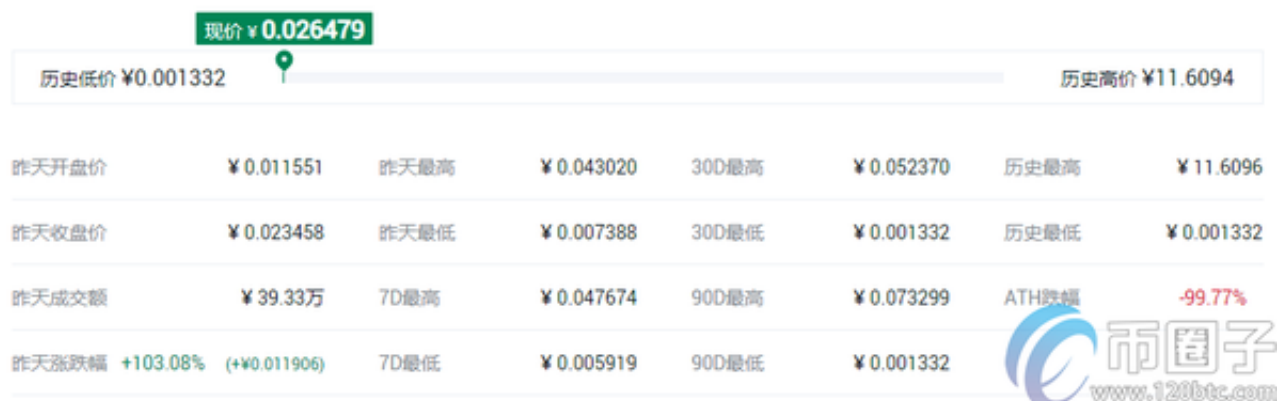 现价 ¥ 0.026479
历史低价 ¥0.001332 历史高价 ¥11.6094
昨天开盘价 ¥ 0.011551 昨天最高 ¥ 0.043020 30D最高 ¥ 0.052370 历史最高 ¥ 11.6096
昨天收盘价 ¥ 0.023458 昨天最低 ¥ 0.007388 30D最低 ¥ 0.001332 历史最低 ¥ 0.001332
昨天成交额 ¥ 39.33万 7D最高 ¥ 0.047674 90D最高 ¥ 0.073299 ATH跌幅 -99.77%
昨天涨跌幅 +103.08% (+¥0.011906) 7D最低 ¥ 0.005919 90D最低 ¥ 0.001332
币圈子
www.120btc.com